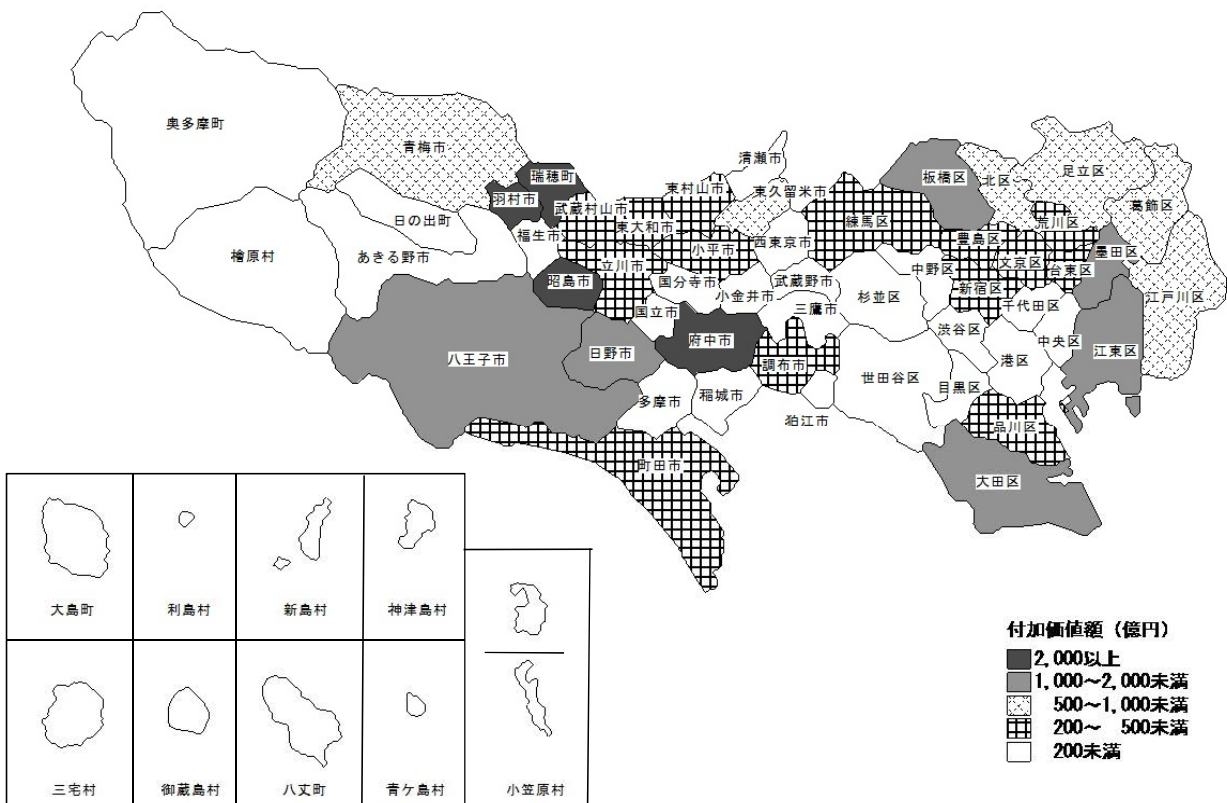 奥多摩町
青梅市
瑞穂町
羽村市
日の出町
福生市
檜原村
あきる野市
昭島市
武蔵村山市
東大和市
東村山市
清瀬市
東久留米市
小平市
西東京市
立川市
国分寺市
小金井市
武蔵野市
三鷹市
国立市
府中市
調布市
八王子市
日野市
多摩市
稲城市
狛江市
町田市
板橋区
北区
足立区
葛飾区
練馬区
豊島区
荒川区
文京区
台東区
墨田区
中野区
新宿区
千代田区
江戸川区
杉並区
渋谷区
港区
中央区
江東区
世田谷区
目黒区
品川区
大田区
大島町
利島村
新島村
神津島村
三宅村
御蔵島村
八丈町
青ケ島村
小笠原村
付加価値額（億円）
2,000以上
1,000～2,000未満
500～1,000未満
200～ 500未満
200未満